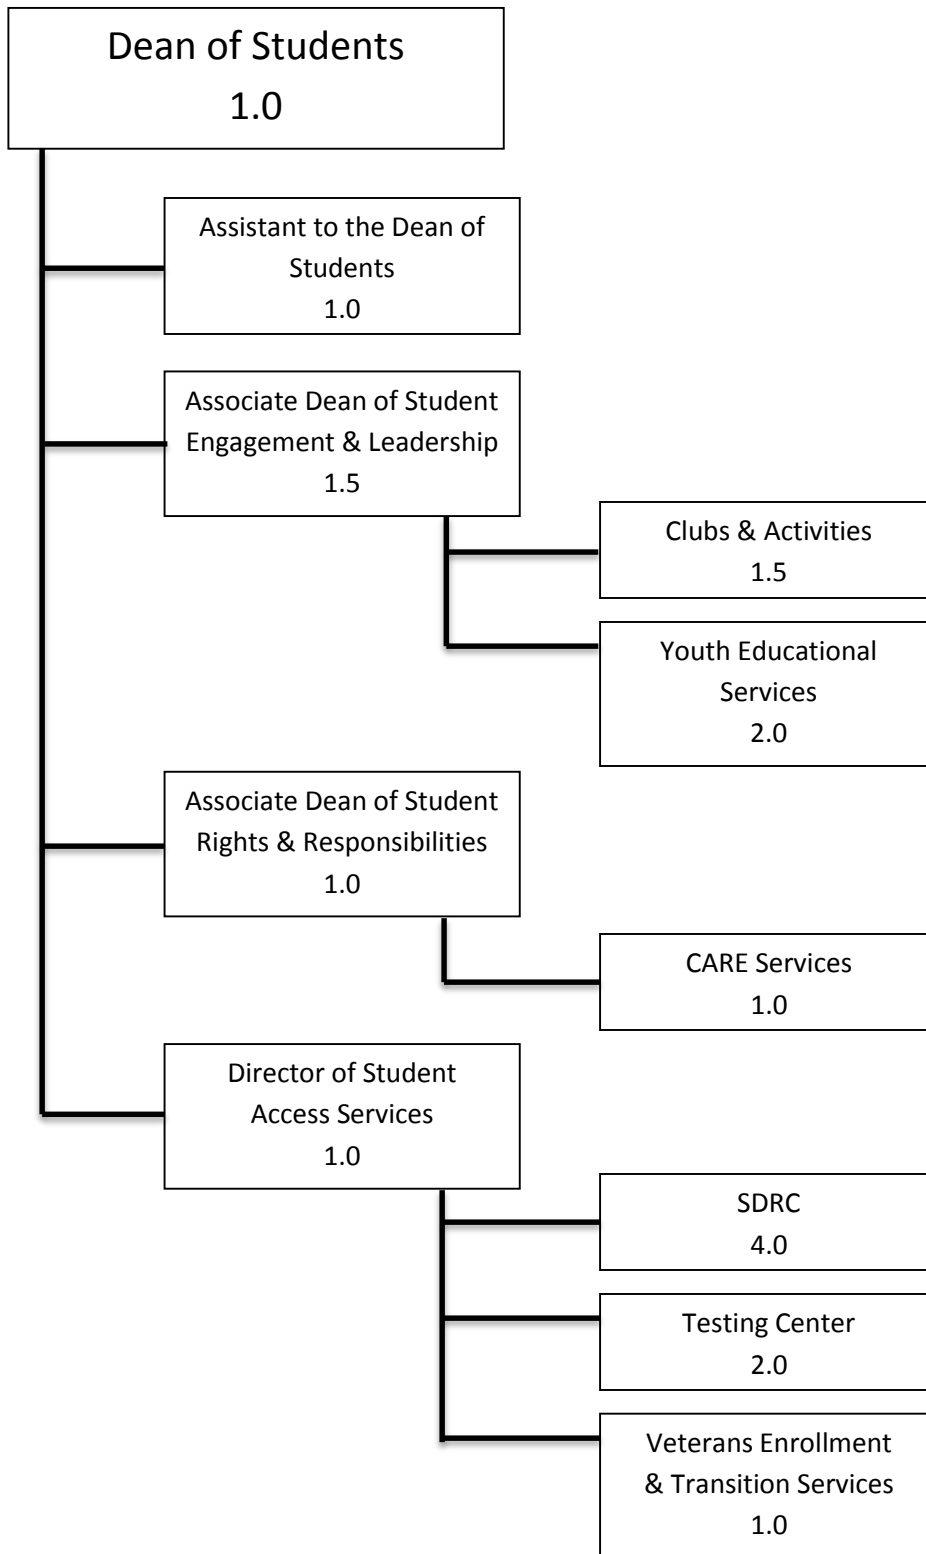 Dean of Students
1.0
Assistant to the Dean of
Students
1.0
Associate Dean of Student
Engagement & Leadership
1.5
Clubs & Activities
1.5
Youth Educational
Services
2.0
Associate Dean of Student
Rights & Responsibilities
1.0
CARE Services
1.0
Director of Student
Access Services
1.0
SDRC
4.0
Testing Center
2.0
Veterans Enrollment
& Transition Services
1.0